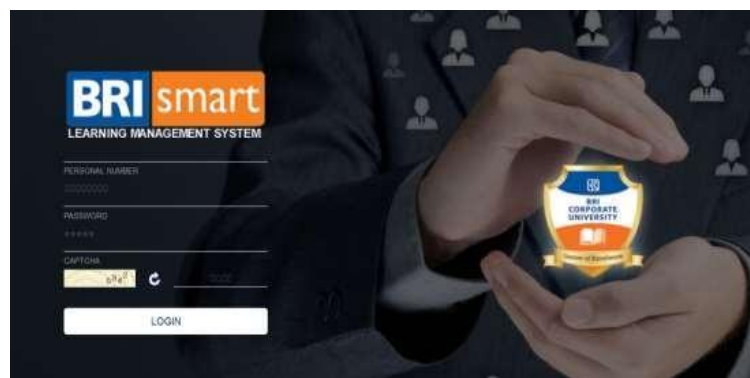 BRI smart
LEARNING MANAGEMENT SYSTEM
PERSONAL NUMBER
PASSWORD
CAPTCHA
LOGIN
BRI
CORPORATE
UNIVERSITY